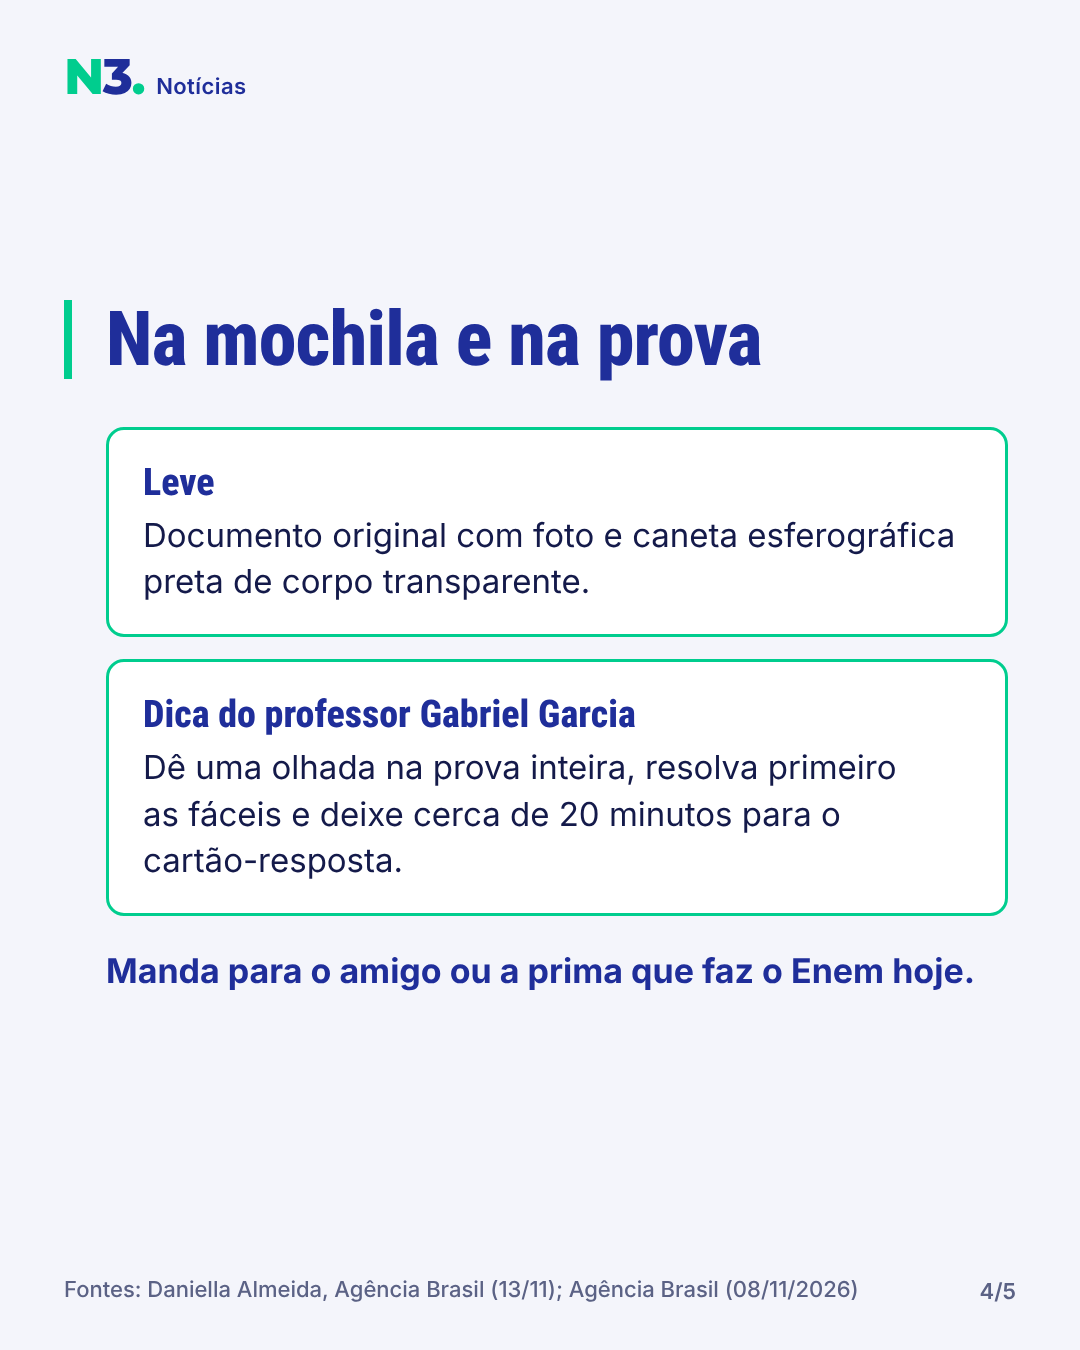 N3. Notícias
Na mochila e na prova
Leve
Documento original com foto e caneta esferográfica
preta de corpo transparente.
Dica do professor Gabriel Garcia
Dê uma olhada na prova inteira, resolva primeiro
as fáceis e deixe cerca de 20 minutos para o
cartão-resposta.
Manda para o amigo ou a prima que faz o Enem hoje.
Fontes: Daniella Almeida, Agência Brasil (13/11); Agência Brasil (08/11/2026)
4/5